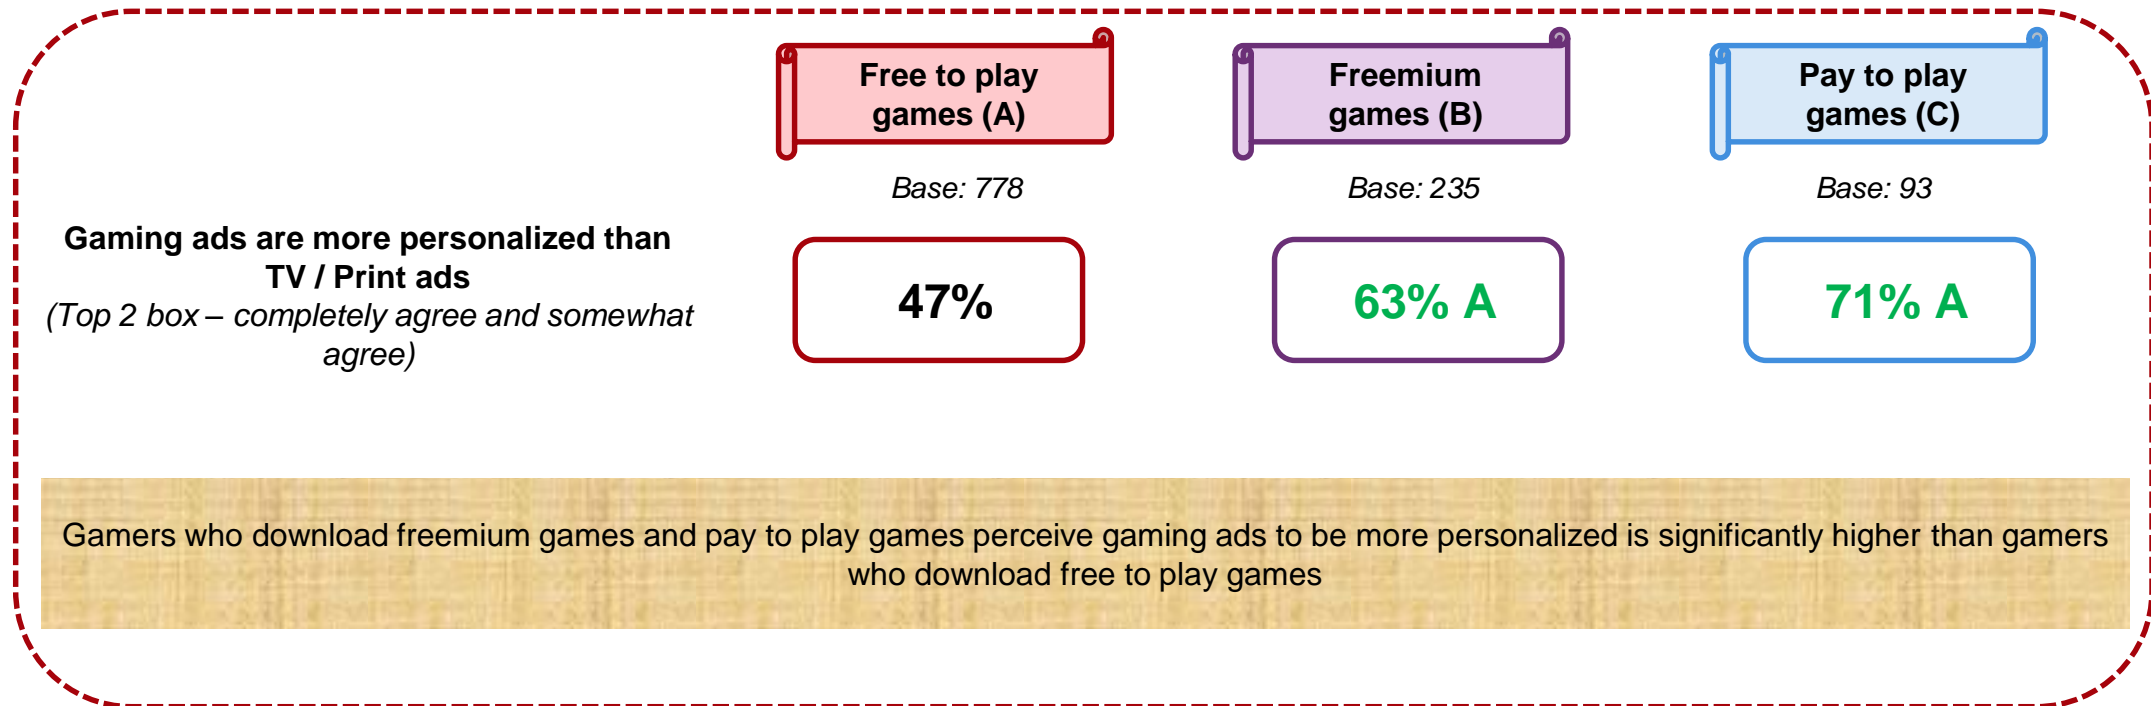 Free to play
games (A)
Freemium
games (B)
Pay to play
games (C)
Base: 778
Base: 235
Base: 93
Gaming ads are more personalized than
TV / Print ads
(Top 2 box – completely agree and somewhat
agree)
47%
63% A
71% A
Gamers who download freemium games and pay to play games perceive gaming ads to be more personalized is significantly higher than gamers
who download free to play games